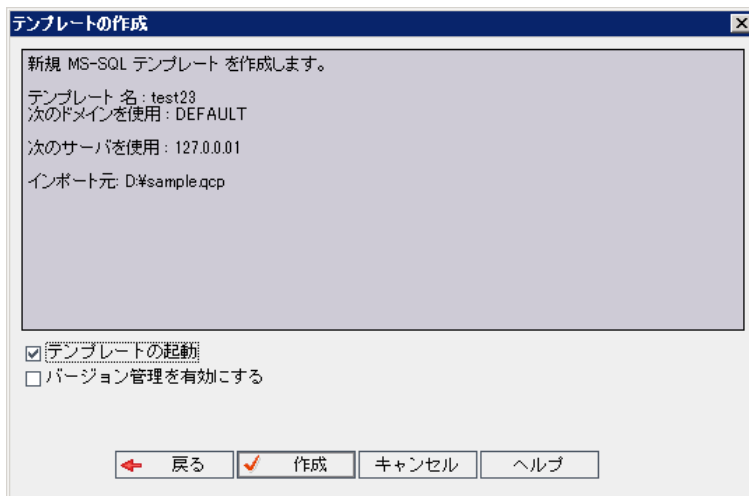 テンプレートの作成
新規 MS-SQL テンプレート を作成します。
テンプレート 名 : test23
次のドメインを使用 : DEFAULT
次のサーバを使用 : 127.0.0.01
インポート元: D:¥sample.qcp
テンプレートの起動
バージョン管理を有効にする
戻る 作成 キャンセル ヘルプ